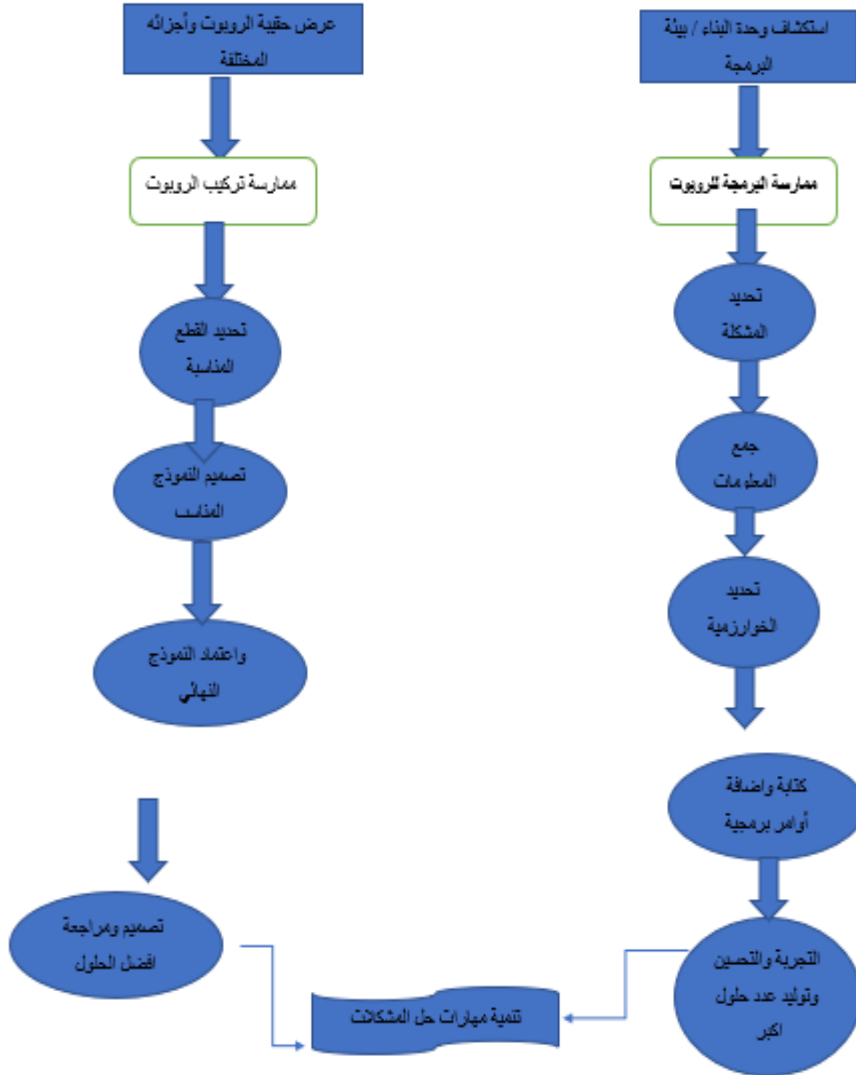 استكشاف وحدة البناء / بيئة
البرمجة
ممارسة البرمجة للروبوت
تحديد
المشكلة
جمع
المعلومات
تحديد
الخوارزمية
كتابة واضافة
أوامر برمجية
التجربة والتحسين
وتوليد عدد حلول
اكبر
عرض حقيبة الروبوت وأجزائه
المختلفة
ممارسة تركيب الروبوت
تحديد القطع
المناسبة
تصميم النموذج
المناسب
واعتماد النموذج
النهائي
تصميم ومراجعة
افضل الحلول
تنمية مهارات حل المشكلات